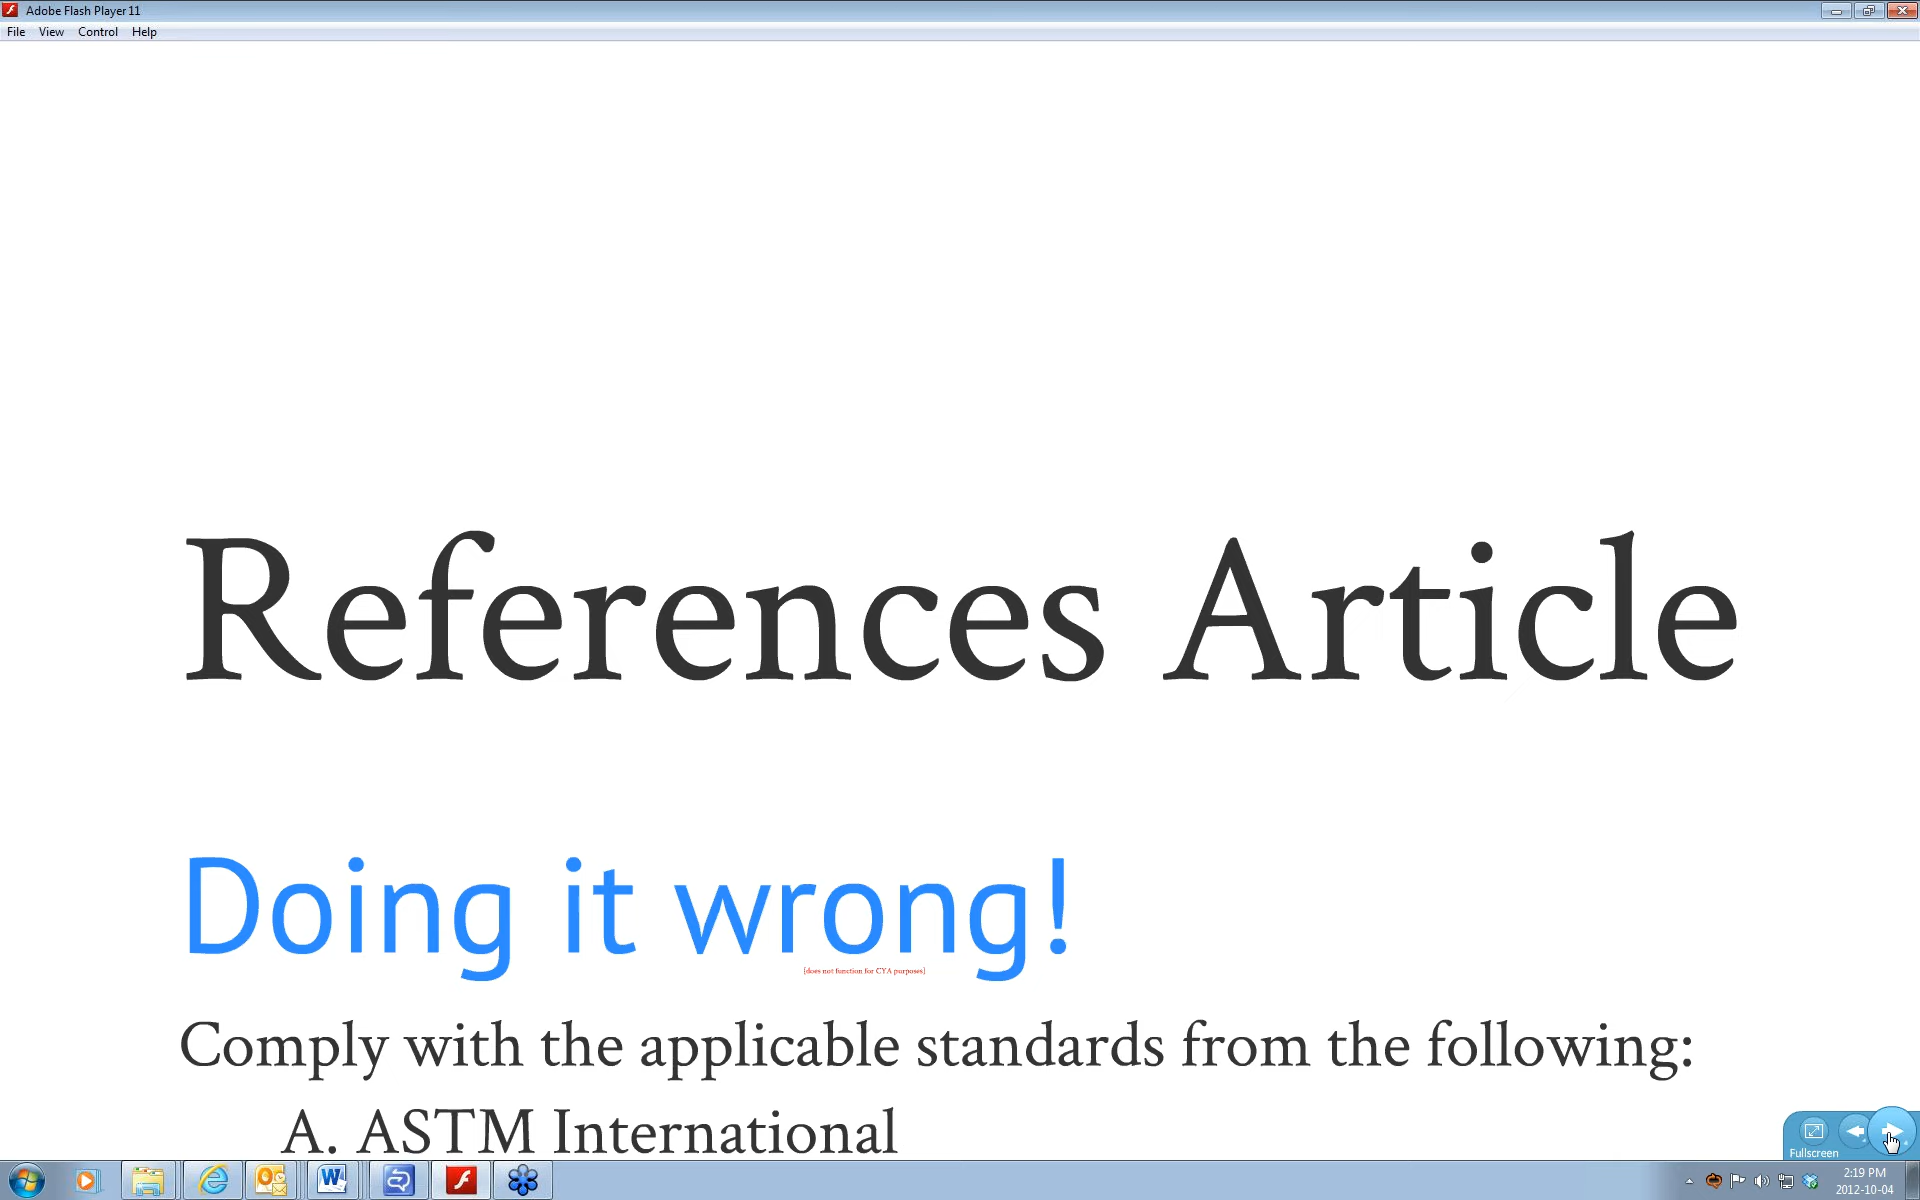 Adobe Flash Player 11
File View Control Help
References Article
Doing it wrong!
[does not function for CYA purposes]
Comply with the applicable standards from the following:
A. ASTM International
Fullscreen
2:19 PM
2012-10-04